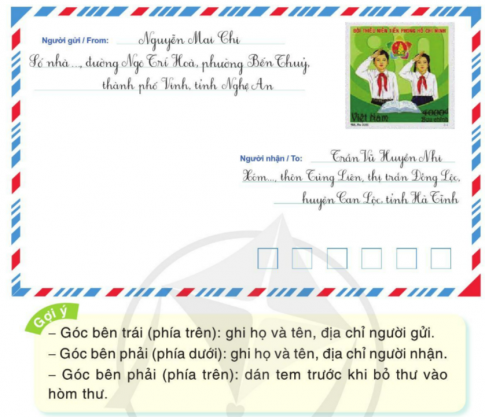 Người gửi / From: Nguyễn Mai Chi
Số nhà ..., đường Ngô Trí Hoà, phường Bến Thuỷ,
thành phố Vinh, tỉnh Nghệ An
ĐỘI THIẾU NIÊN TIỀN PHONG HỒ CHÍ MINH
Việt Nam
Người nhận / To: Trần Vũ Huyền Nhi
Xóm..., thôn Tùng Liên, thị trấn Đồng Lộc,
huyện Can Lộc, tỉnh Hà Tĩnh
Gợi ý
– Góc bên trái (phía trên): ghi họ và tên, địa chỉ người gửi.
– Góc bên phải (phía dưới): ghi họ và tên, địa chỉ người nhận.
– Góc bên phải (phía trên): dán tem trước khi bỏ thư vào
hòm thư.